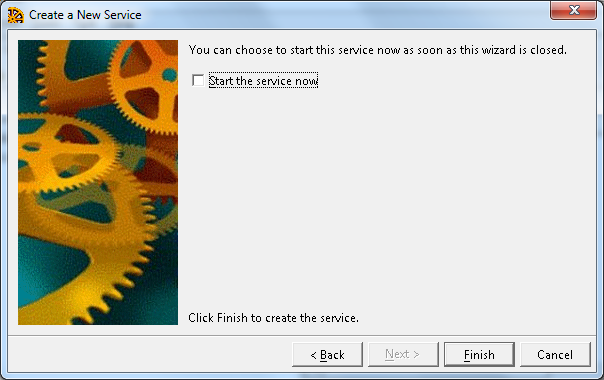 Create a New Service
You can choose to start this service now as soon as this wizard is closed.
Start the service now
Click Finish to create the service.
< Back Next > Finish Cancel